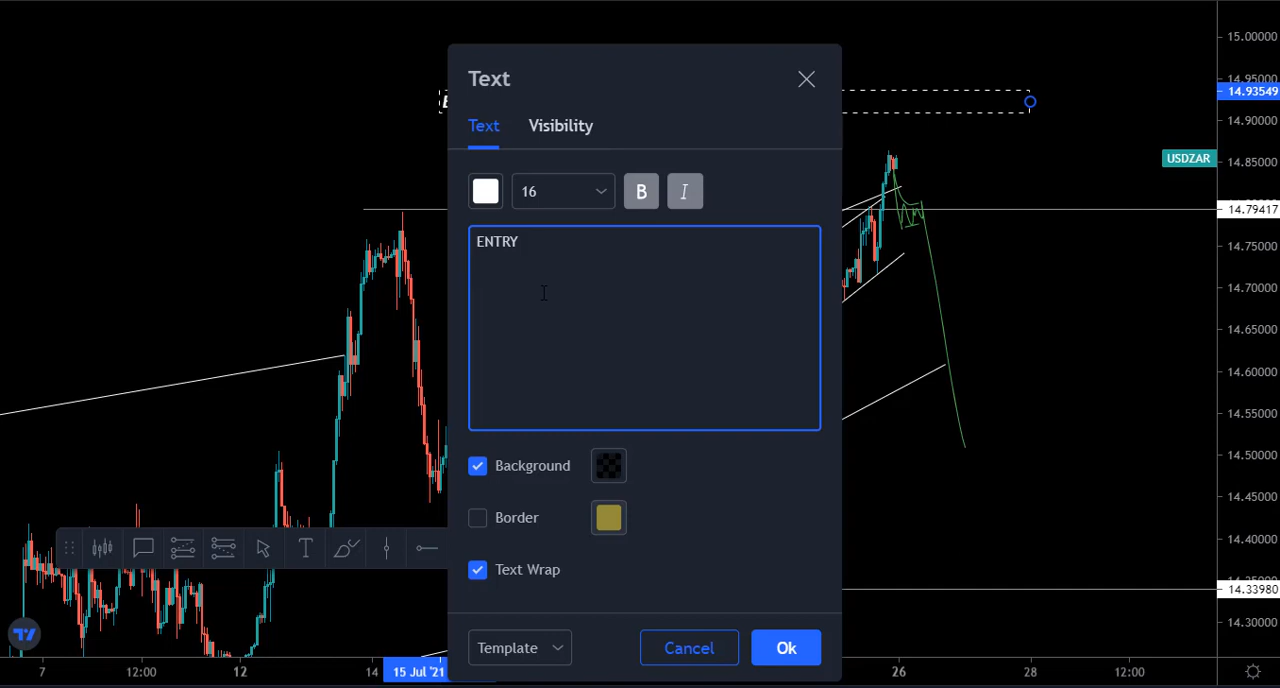 Text
Text Visibility
16 B I
ENTRY
Background
Border
Text Wrap
Template Cancel Ok
15.00000
14.93549
14.90000
14.85000
USDZAR
14.79417
14.75000
14.70000
14.65000
14.60000
14.55000
14.50000
14.45000
14.40000
14.33980
14.30000
7 12:00 12 14 15 Jul '21 26 28 12:00